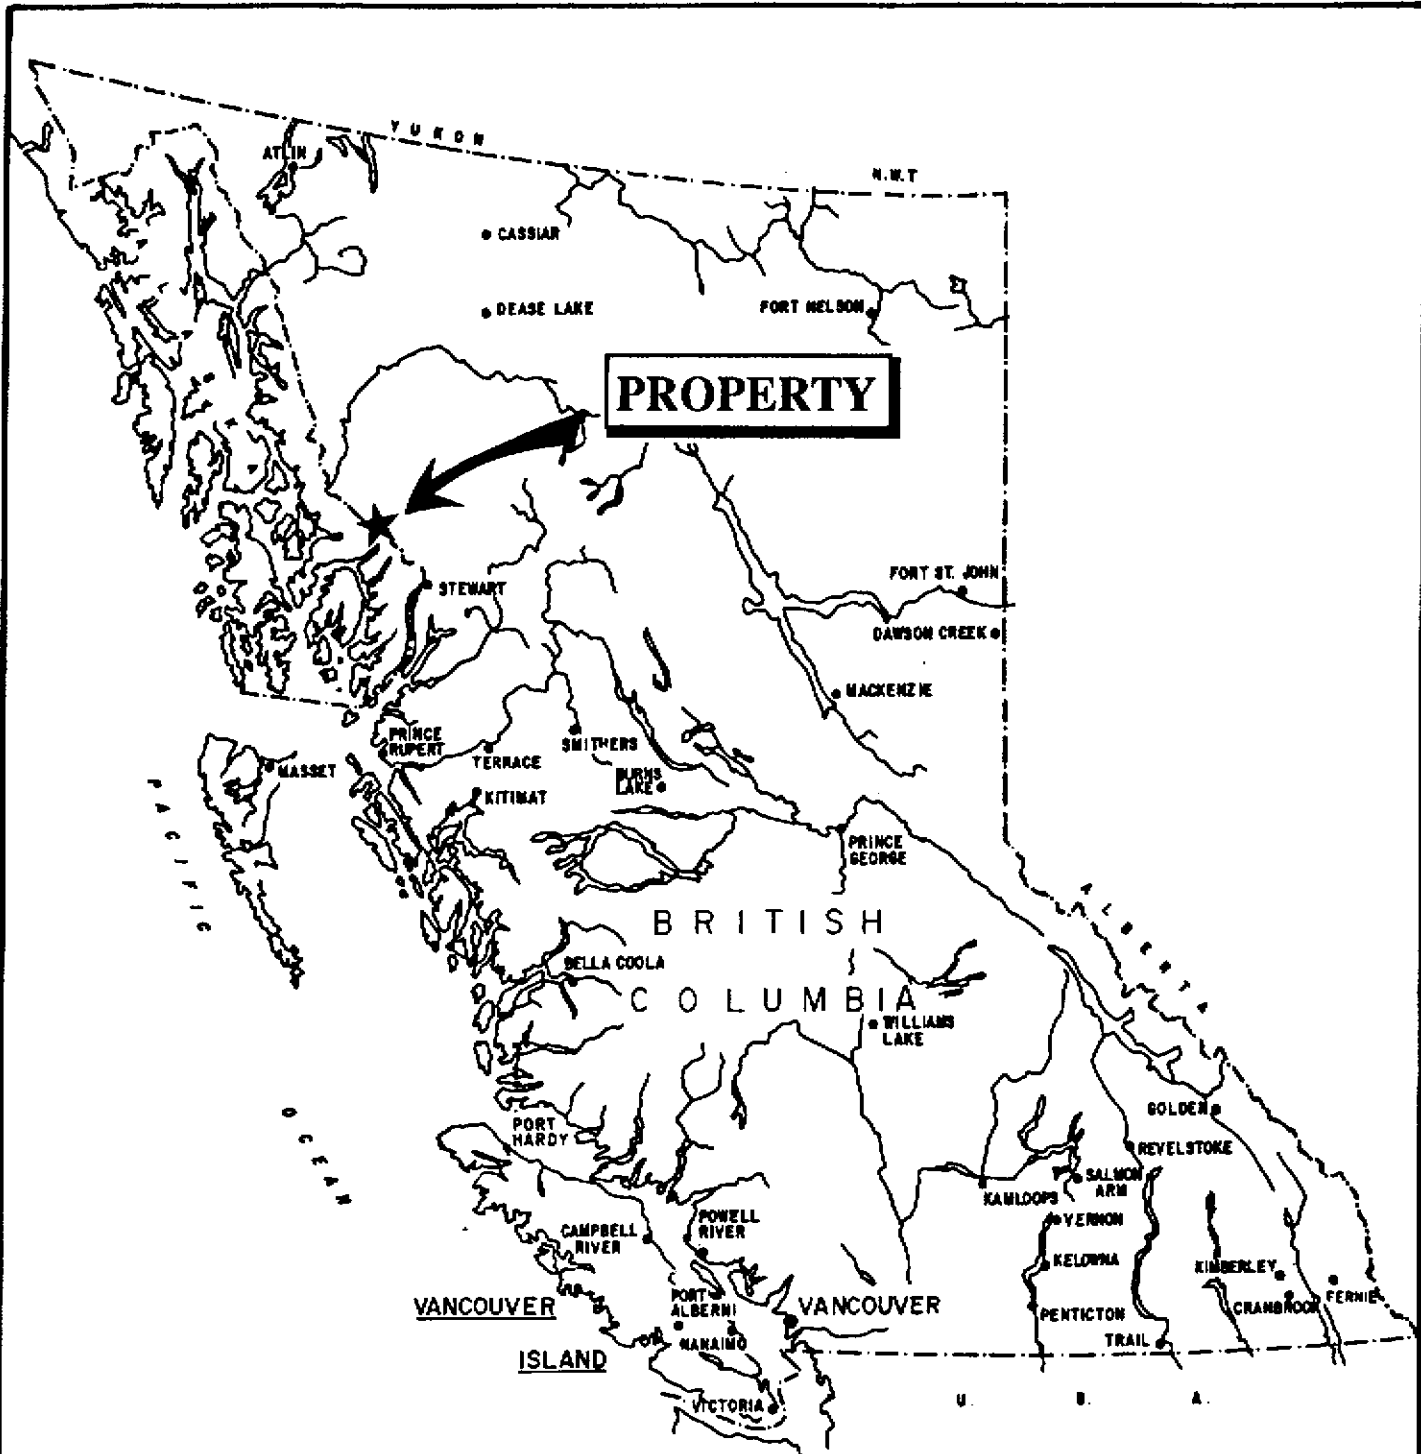 YUKON
N.W.T
ATLIN
CASSIAR
DEASE LAKE
FORT NELSON
PROPERTY
STEWART
FORT ST. JOHN
DAWSON CREEK
MACKENZIE
PRINCE
RUPERT
TERRACE
SMITHERS
BURNS
LAKE
MASSET
KITIMAT
PACIFIC
PRINCE
GEORGE
ALBERTA
BRITISH
BELLA COOLA
COLUMBIA
WILLIAMS
LAKE
OCEAN
PORT
HARDY
GOLDEN
REVELSTOKE
SALMON
ARM
KAMLOOPS
VERNON
POWELL
RIVER
CAMPBELL
RIVER
KELOWNA
KIMBERLEY
PORT
ALBERNI
VANCOUVER
VANCOUVER
PENTICTON
CRANBROOK
FERNIE
NANAIMO
TRAIL
ISLAND
VICTORIA
U. S. A.